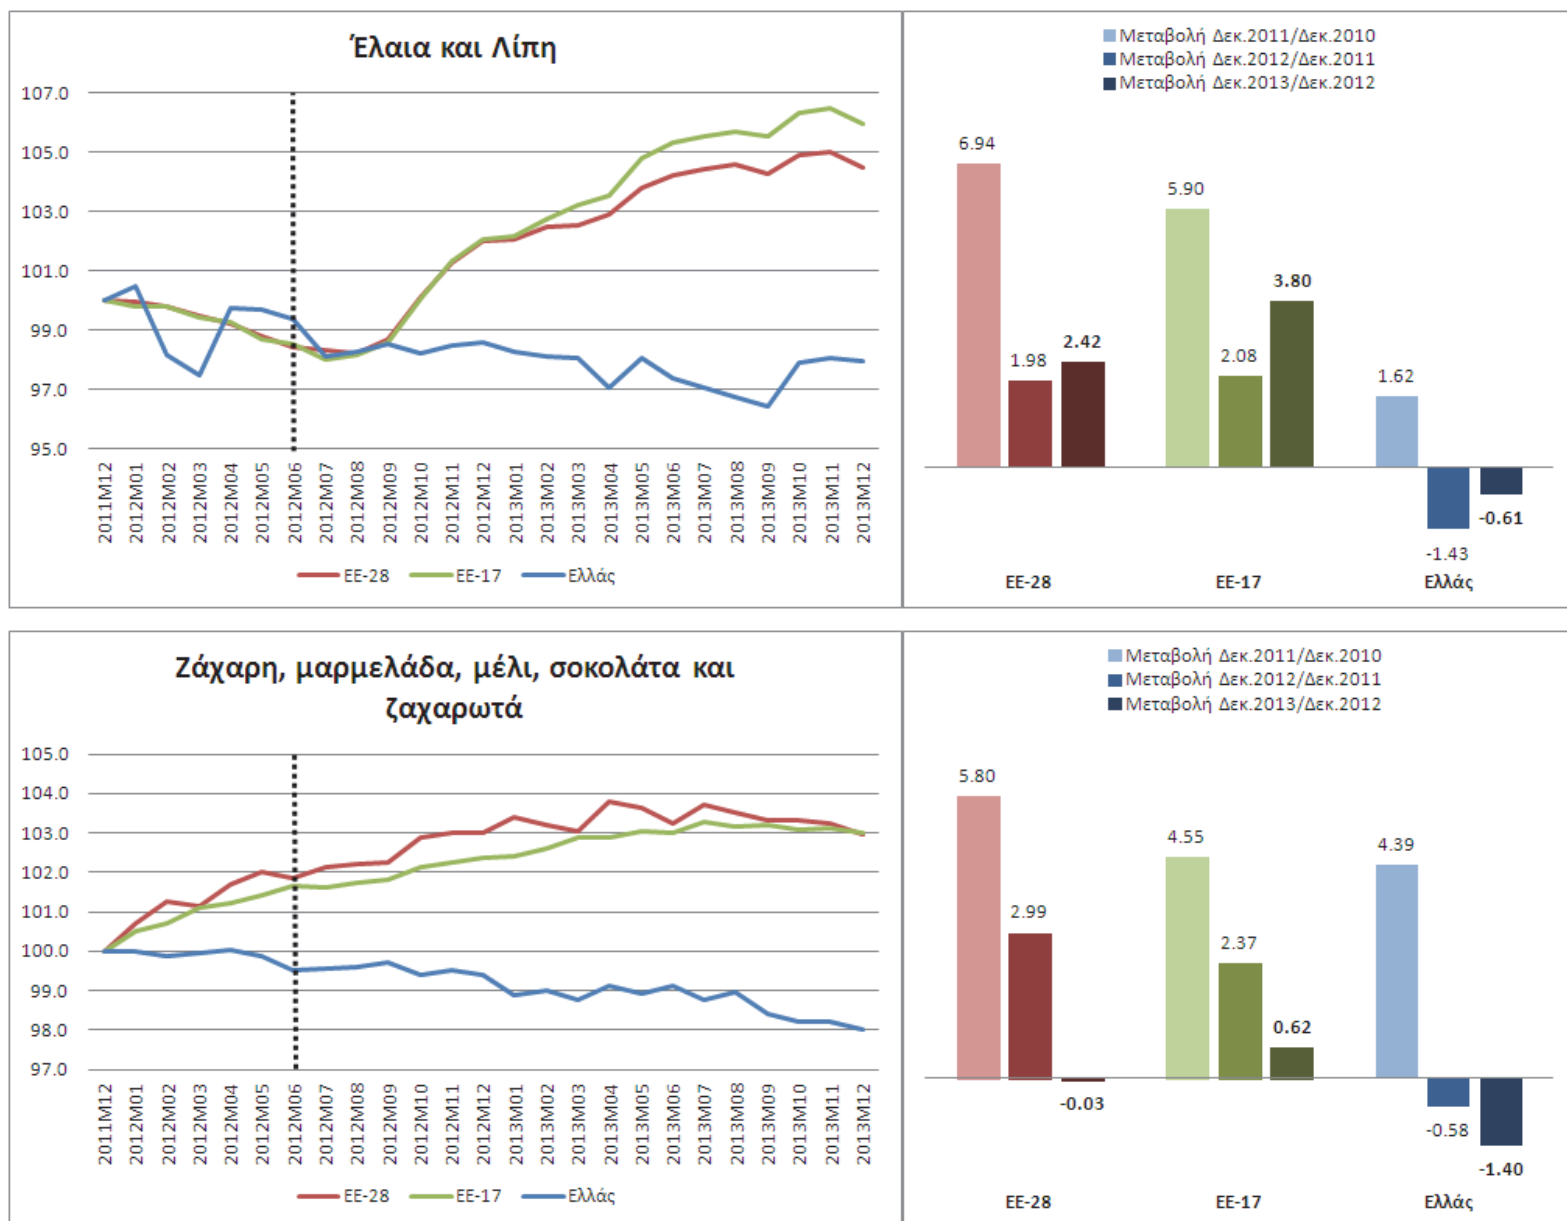 Έλαια και Λίπη
107.0
105.0
103.0
101.0
99.0
97.0
95.0
2011M12
2012M01
2012M02
2012M03
2012M04
2012M05
2012M06
2012M07
2012M08
2012M09
2012M10
2012M11
2012M12
2013M01
2013M02
2013M03
2013M04
2013M05
2013M06
2013M07
2013M08
2013M09
2013M10
2013M11
2013M12
ΕΕ-28 ΕΕ-17 Ελλάς
Μεταβολή Δεκ.2011/Δεκ.2010
Μεταβολή Δεκ.2012/Δεκ.2011
Μεταβολή Δεκ.2013/Δεκ.2012
6.94
1.98
2.42
5.90
2.08
3.80
1.62
-1.43
-0.61
ΕΕ-28 ΕΕ-17 Ελλάς
Ζάχαρη, μαρμελάδα, μέλι, σοκολάτα και
ζαχαρωτά
105.0
104.0
103.0
102.0
101.0
100.0
99.0
98.0
97.0
2011M12
2012M01
2012M02
2012M03
2012M04
2012M05
2012M06
2012M07
2012M08
2012M09
2012M10
2012M11
2012M12
2013M01
2013M02
2013M03
2013M04
2013M05
2013M06
2013M07
2013M08
2013M09
2013M10
2013M11
2013M12
ΕΕ-28 ΕΕ-17 Ελλάς
Μεταβολή Δεκ.2011/Δεκ.2010
Μεταβολή Δεκ.2012/Δεκ.2011
Μεταβολή Δεκ.2013/Δεκ.2012
5.80
2.99
-0.03
4.55
2.37
0.62
4.39
-0.58
-1.40
ΕΕ-28 ΕΕ-17 Ελλάς